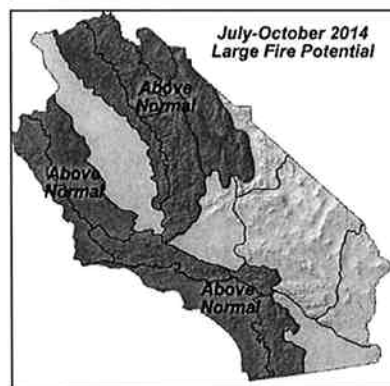 July-October 2014
Large Fire Potential
Above
Normal
Above
Normal
Above
Normal